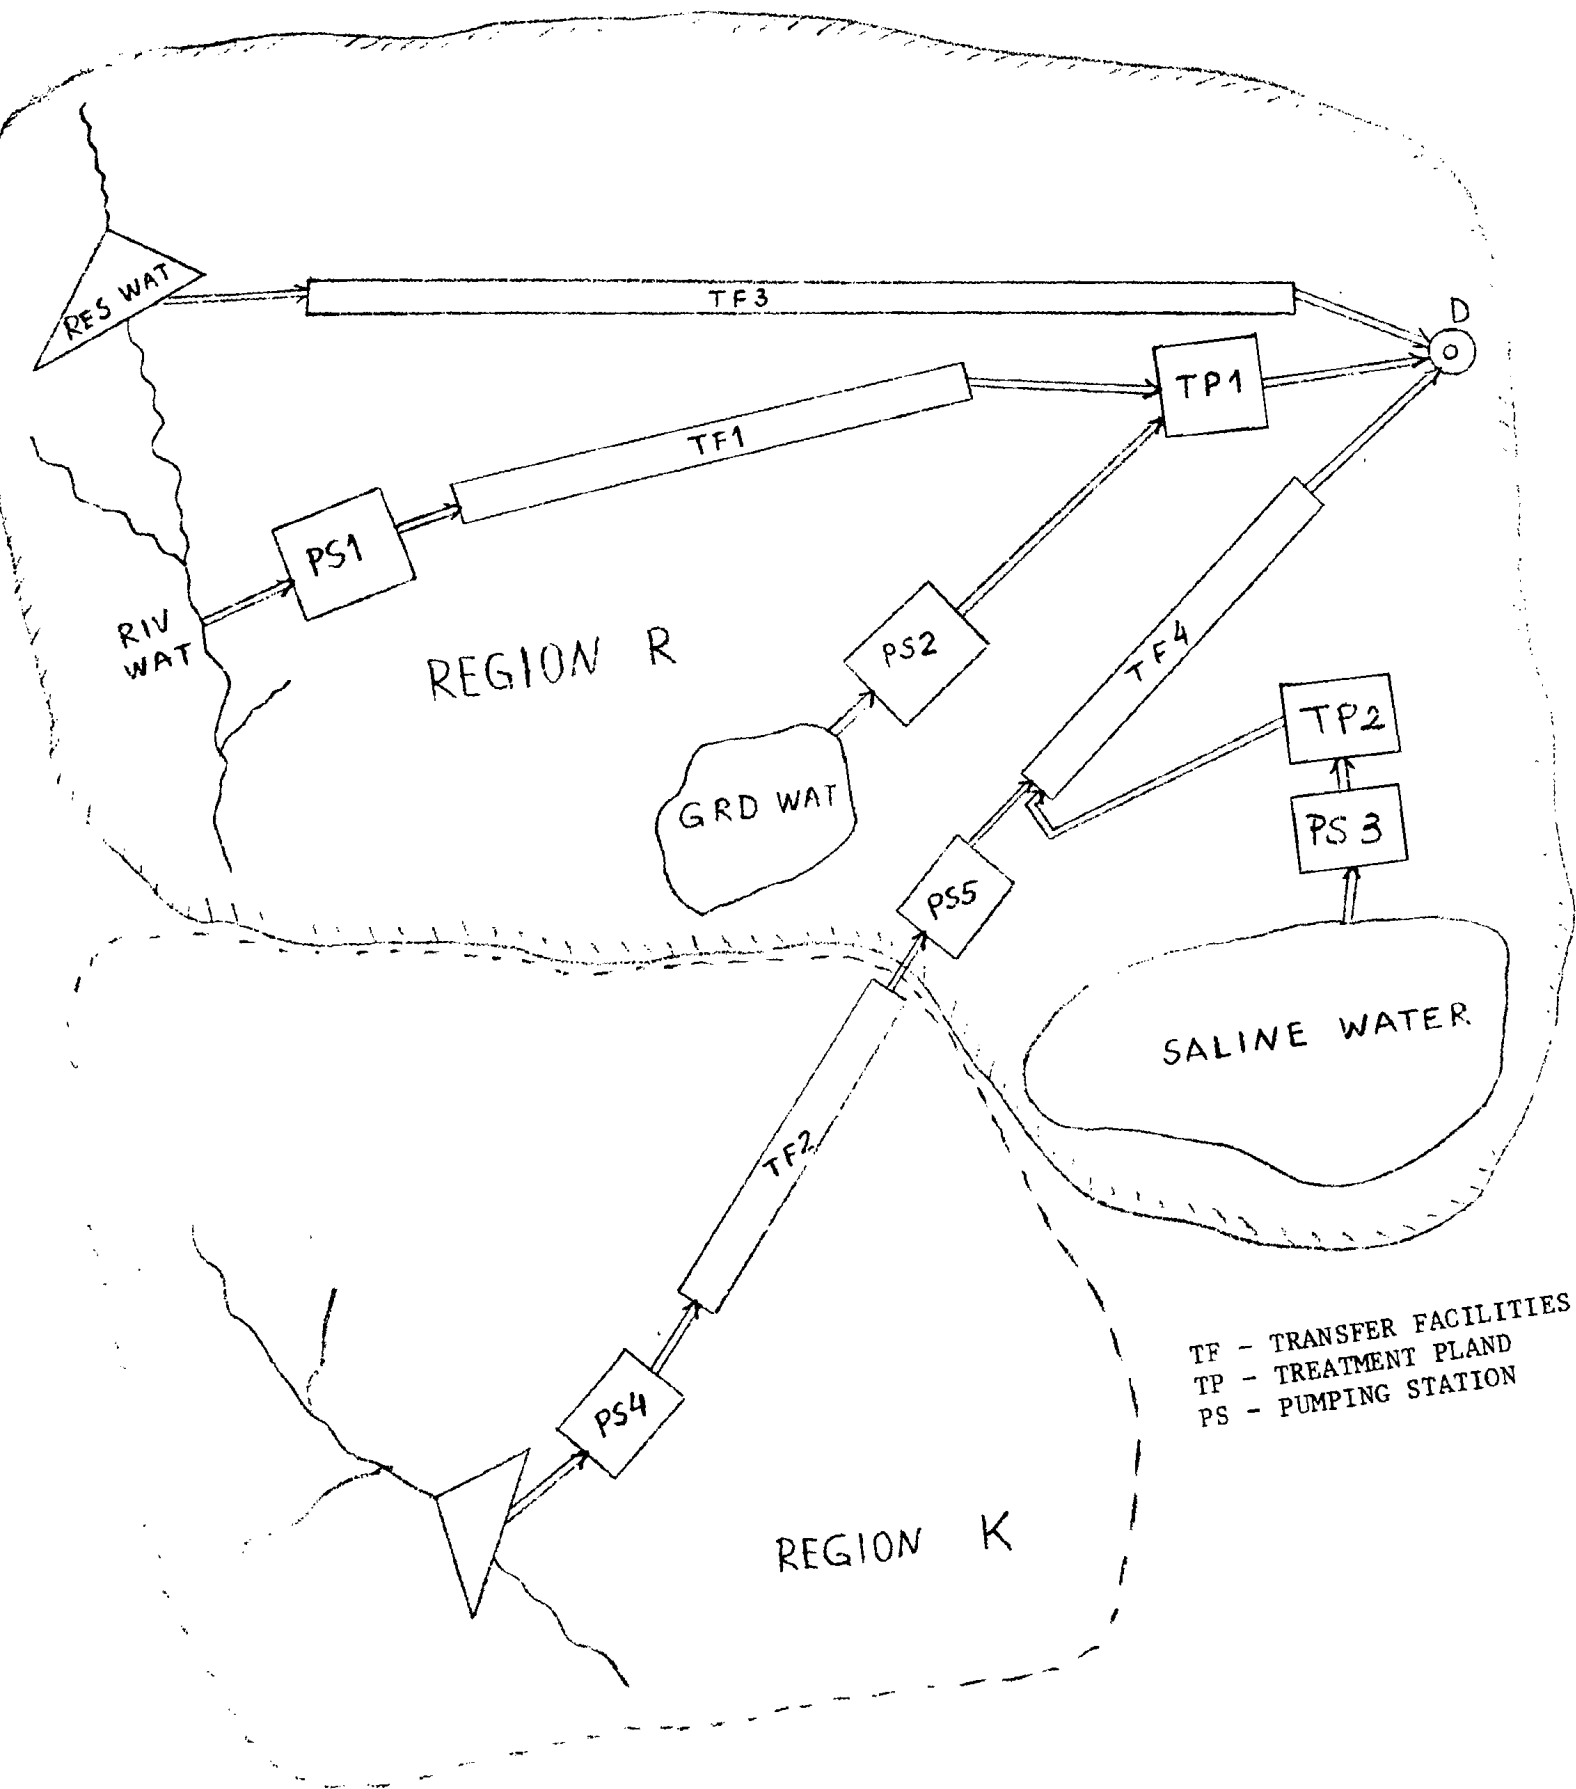 RES WAT
TF3
D
TP1
TF1
PS1
RIV
WAT
REGION R
PS2
TF4
TP2
GRD WAT
PS3
PS5
SALINE WATER
TF2
TF - TRANSFER FACILITIES
TP - TREATMENT PLAND
PS - PUMPING STATION
PS4
REGION K